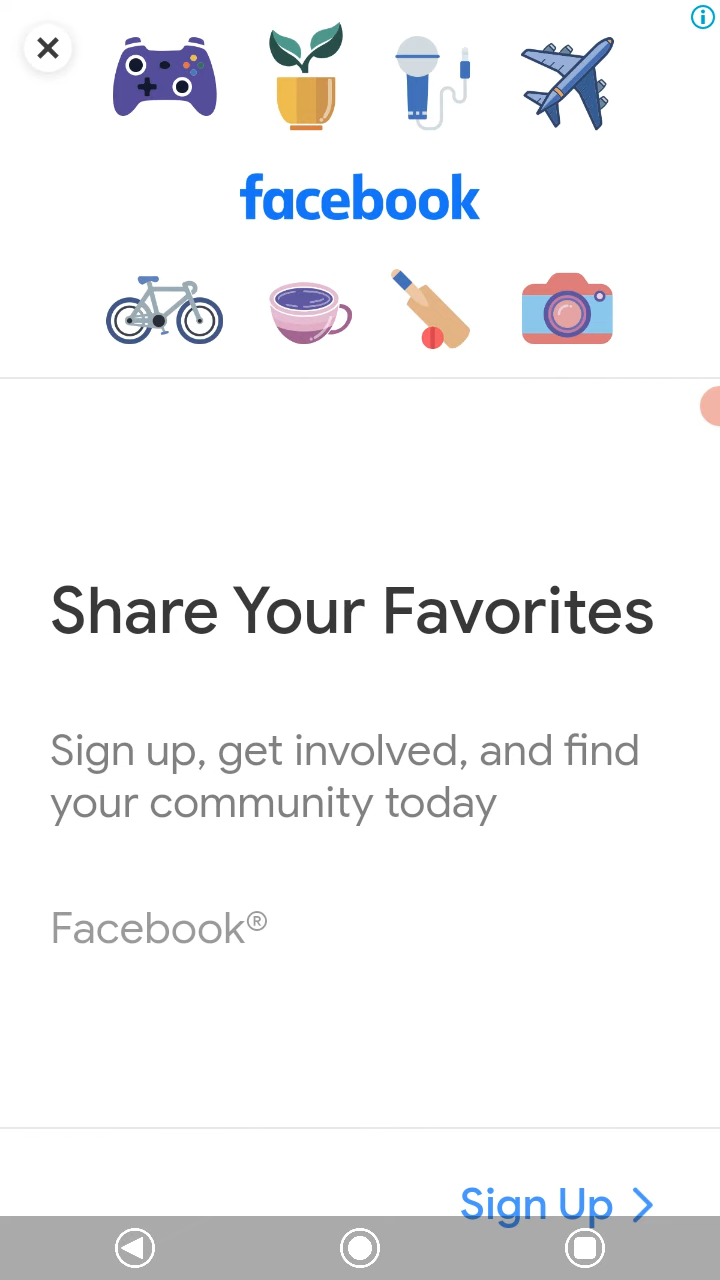 facebook
Share Your Favorites
Sign up, get involved, and find
your community today
Facebook®
Sign Up